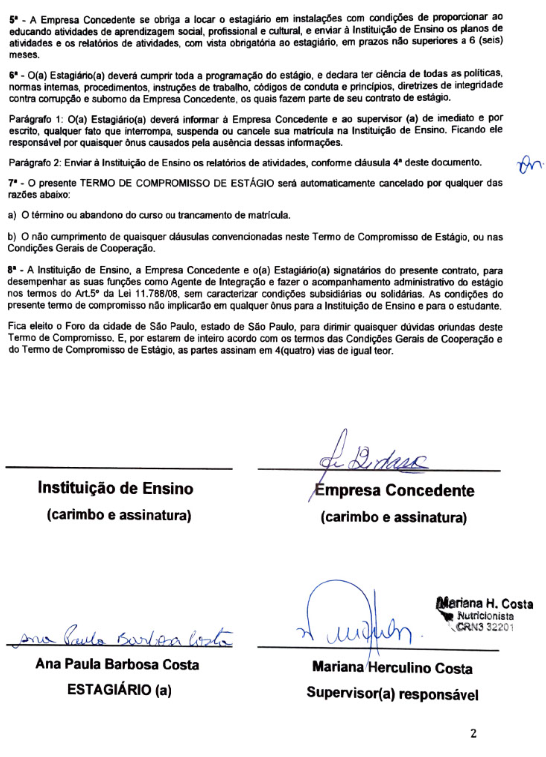 5ª - A Empresa Concedente se obriga a locar o estagiário em instalações com condições de proporcionar ao
educando atividades de aprendizagem social, profissional e cultural, e enviar à Instituição de Ensino os planos de
atividades e os relatórios de atividades, com vista obrigatória ao estagiário, em prazos não superiores a 6 (seis)
meses.
6ª - O(a) Estagiário(a) deverá cumprir toda a programação do estágio, e declara ter ciência de todas as políticas,
normas internas, procedimentos, instruções de trabalho, códigos de conduta e princípios, diretrizes de integridade
contra corrupção e suborno da Empresa Concedente, os quais fazem parte de seu contrato de estágio.
Parágrafo 1: O(a) Estagiário(a) deverá informar à Empresa Concedente e ao supervisor (a) de imediato e por
escrito, qualquer fato que interrompa, suspenda ou cancele sua matrícula na Instituição de Ensino. Ficando ele
responsável por quaisquer ônus causados pela ausência dessas informações.
Parágrafo 2: Enviar à Instituição de Ensino os relatórios de atividades, conforme cláusula 4ª deste documento.
7ª - O presente TERMO DE COMPROMISSO DE ESTÁGIO será automaticamente cancelado por qualquer das
razões abaixo:
a) O término ou abandono do curso ou trancamento de matrícula.
b) O não cumprimento de quaisquer cláusulas convencionadas neste Termo de Compromisso de Estágio, ou nas
Condições Gerais de Cooperação.
8ª - A Instituição de Ensino, a Empresa Concedente e o(a) Estagiário(a) signatários do presente contrato, para
desempenhar as suas funções como Agente de Integração e fazer o acompanhamento administrativo do estágio
nos termos do Art.5º da Lei 11.788/08, sem caracterizar condições subsidiárias ou solidárias. As condições do
presente termo de compromisso não implicarão em qualquer ônus para a Instituição de Ensino e para o estudante.
Fica eleito o Foro da cidade de São Paulo, estado de São Paulo, para dirimir quaisquer dúvidas oriundas deste
Termo de Compromisso. E, por estarem de inteiro acordo com os termos das Condições Gerais de Cooperação e
do Termo de Compromisso de Estágio, as partes assinam em 4(quatro) vias de igual teor.
Instituição de Ensino
(carimbo e assinatura)
Empresa Concedente
(carimbo e assinatura)
Mariana H. Costa
Nutricionista
CRN3 32201
Ana Paula Barbosa Costa
Ana Paula Barbosa Costa
ESTAGIÁRIO (a)
Mariana Herculino Costa
Supervisor(a) responsável
2